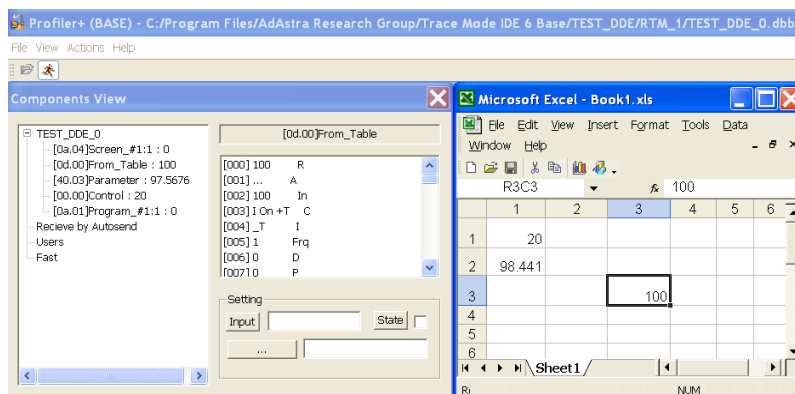 Profiler+ (BASE) - C:/Program Files/AdAstra Research Group/Trace Mode IDE 6 Base/TEST_DDE/RTM_1/TEST_DDE_0.dbb
File View Actions Help
Components View
TEST_DDE_0
[0a.04]Screen_#1:1 : 0
[0d.00]From_Table : 100
[40.03]Parameter : 97.5676
[00.00]Control : 20
[0a.01]Program_#1:1 : 0
Recieve by Autosend
Users
Fast
[0d.00]From_Table
[000] 100 R
[001] ... A
[002] 100 In
[003] I On +T C
[004] _T I
[005] 1 Frq
[006] 0 D
[007] 0 P
Setting
Input
State
...
Microsoft Excel - Book1.xls
File Edit View Insert Format Tools Data
Window Help
R3C3 fx 100
1 2 3 4 5 6
1 20
2 98.441
3 100
4
5
6
Sheet1
NUM